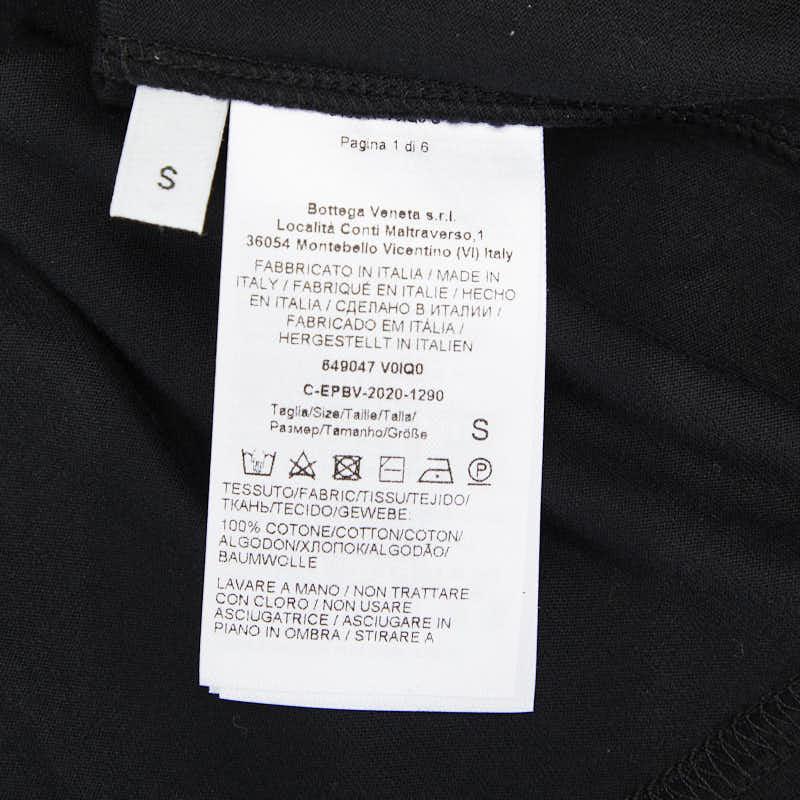 S
Pagina 1 di 6
Bottega Veneta s.r.l.
Località Conti Maltraverso,1
36054 Montebello Vicentino (VI) Italy
FABBRICATO IN ITALIA / MADE IN
ITALY / FABRIQUÉ EN ITALIE / HECHO
EN ITALIA / СДЕЛАНО В ИТАЛИИ /
FABRICADO EM ITÁLIA /
HERGESTELLT IN ITALIEN
649047 V0IQ0
C-EPBV-2020-1290
Taglia/Size/Taille/Talla/
Размер/Tamanho/Größe S
TESSUTO/FABRIC/TISSU/TEJIDO/
ТКАНЬ/TECIDO/GEWEBE:
100% COTONE/COTTON/COTON/
ALGODON/ХЛОПОК/ALGODÃO/
BAUMWOLLE
LAVARE A MANO / NON TRATTARE
CON CLORO / NON USARE
ASCIUGATRICE / ASCIUGARE IN
PIANO IN OMBRA / STIRARE A